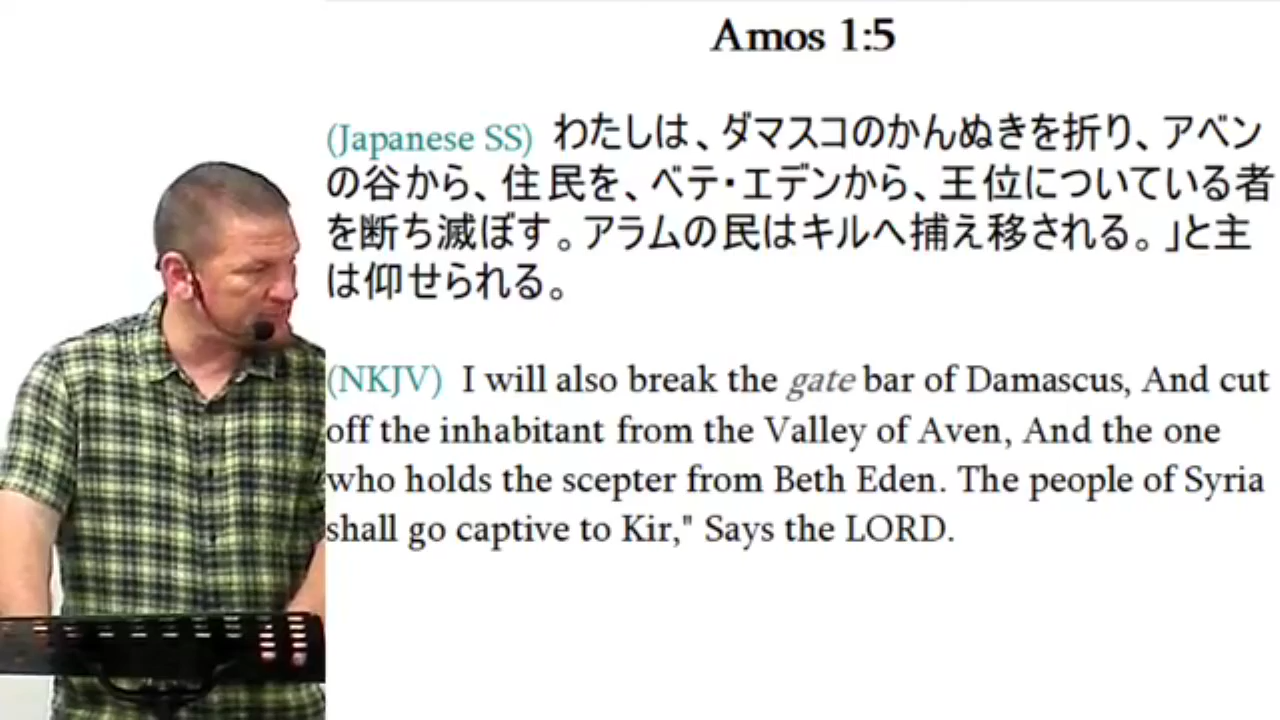 Amos 1:5
(Japanese SS) わたしは、ダマスコのかんぬきを折り、アベン
の谷から、住民を、ベテ・エデンから、王位についている者
を断ち滅ぼす。アラムの民はキルへ捕え移される。」と主
は仰せられる。
(NKJV) I will also break the gate bar of Damascus, And cut
off the inhabitant from the Valley of Aven, And the one
who holds the scepter from Beth Eden. The people of Syria
shall go captive to Kir," Says the LORD.